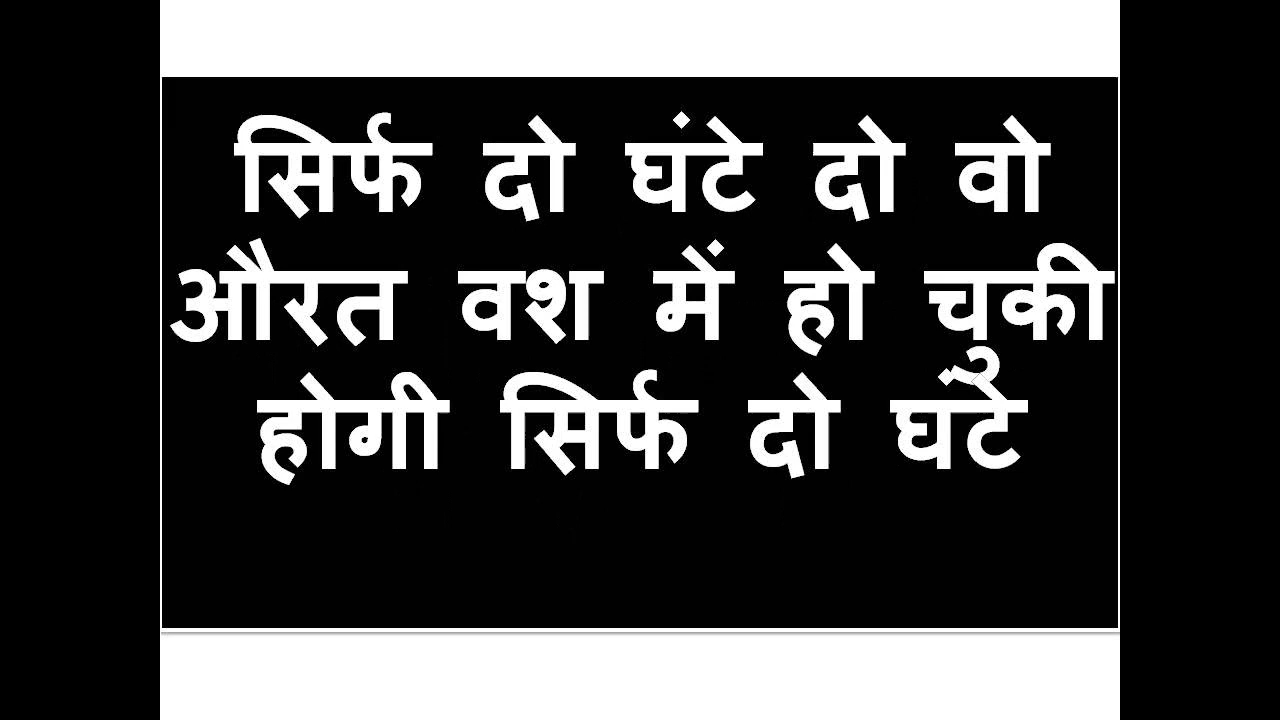 सिर्फ दो घंटे दो वो
औरत वश में हो चुकी
होगी सिर्फ दो घंटे